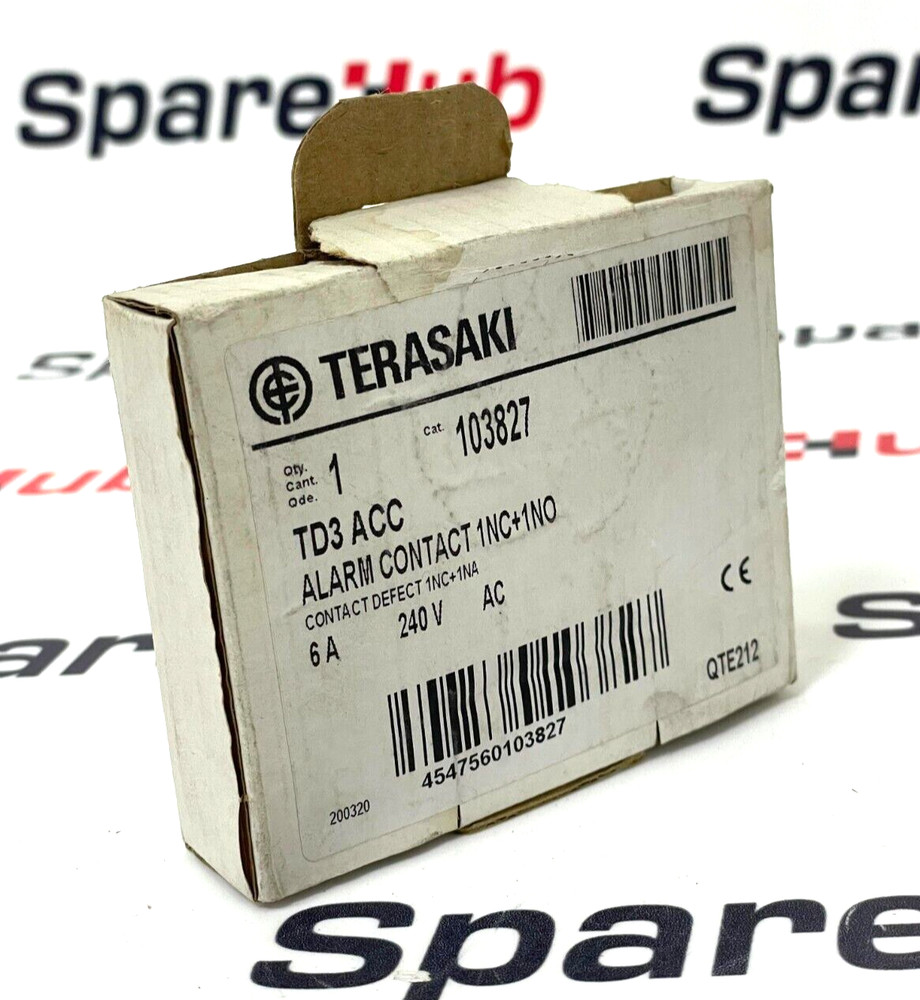 SpareHub
Spare
TERASAKI
Qty.
Cant. 1
Qde.
Cat. 103827
TD3 ACC
ALARM CONTACT 1NC+1NO
CONTACT DEFECT 1NC+1NA
6 A 240 V AC
CE
4547560103827
QTE212
200320
Spare